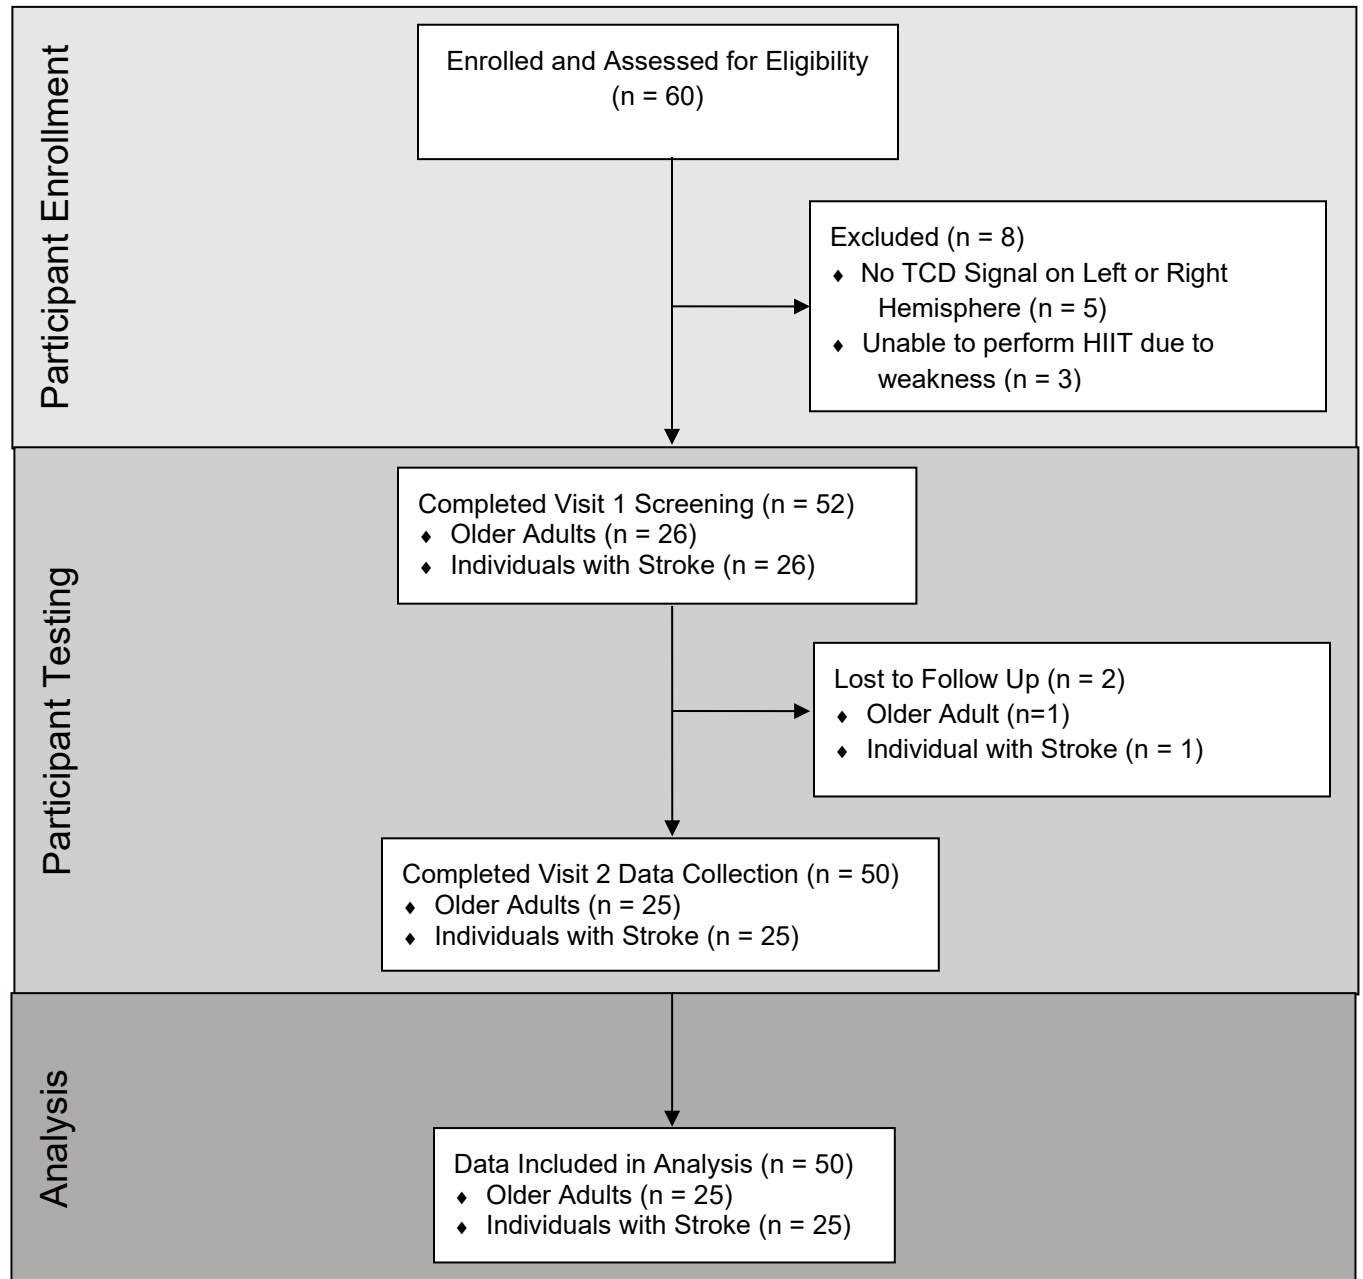 Participant Enrollment
Enrolled and Assessed for Eligibility
(n = 60)
Excluded (n = 8)
♦ No TCD Signal on Left or Right
Hemisphere (n = 5)
♦ Unable to perform HIIT due to
weakness (n = 3)
Participant Testing
Completed Visit 1 Screening (n = 52)
♦ Older Adults (n = 26)
♦ Individuals with Stroke (n = 26)
Lost to Follow Up (n = 2)
♦ Older Adult (n=1)
♦ Individual with Stroke (n = 1)
Completed Visit 2 Data Collection (n = 50)
♦ Older Adults (n = 25)
♦ Individuals with Stroke (n = 25)
Analysis
Data Included in Analysis (n = 50)
♦ Older Adults (n = 25)
♦ Individuals with Stroke (n = 25)